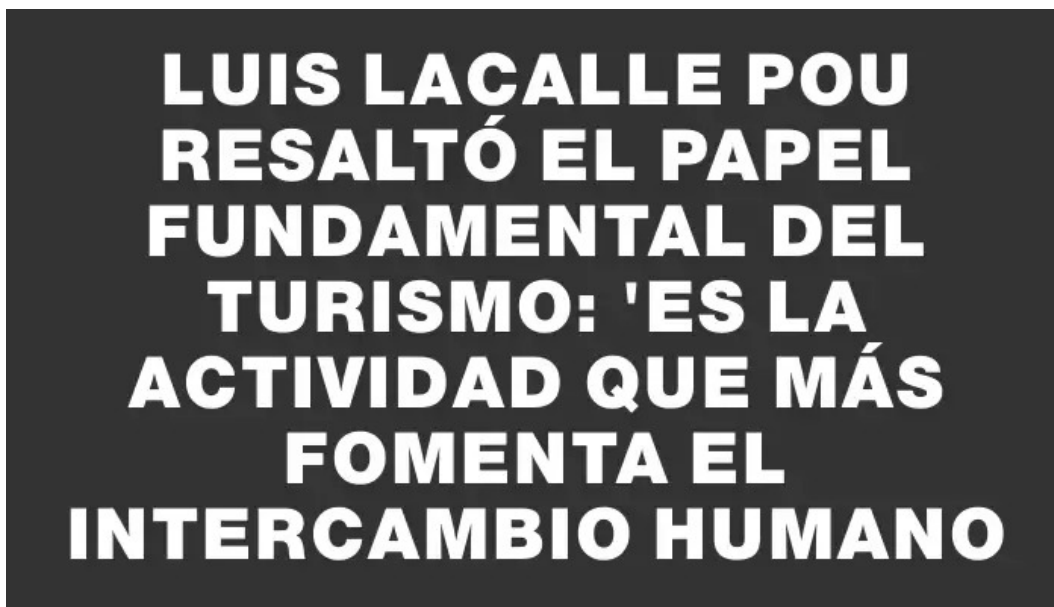 LUIS LACALLE POU
RESALTÓ EL PAPEL
FUNDAMENTAL DEL
TURISMO: 'ES LA
ACTIVIDAD QUE MÁS
FOMENTA EL
INTERCAMBIO HUMANO